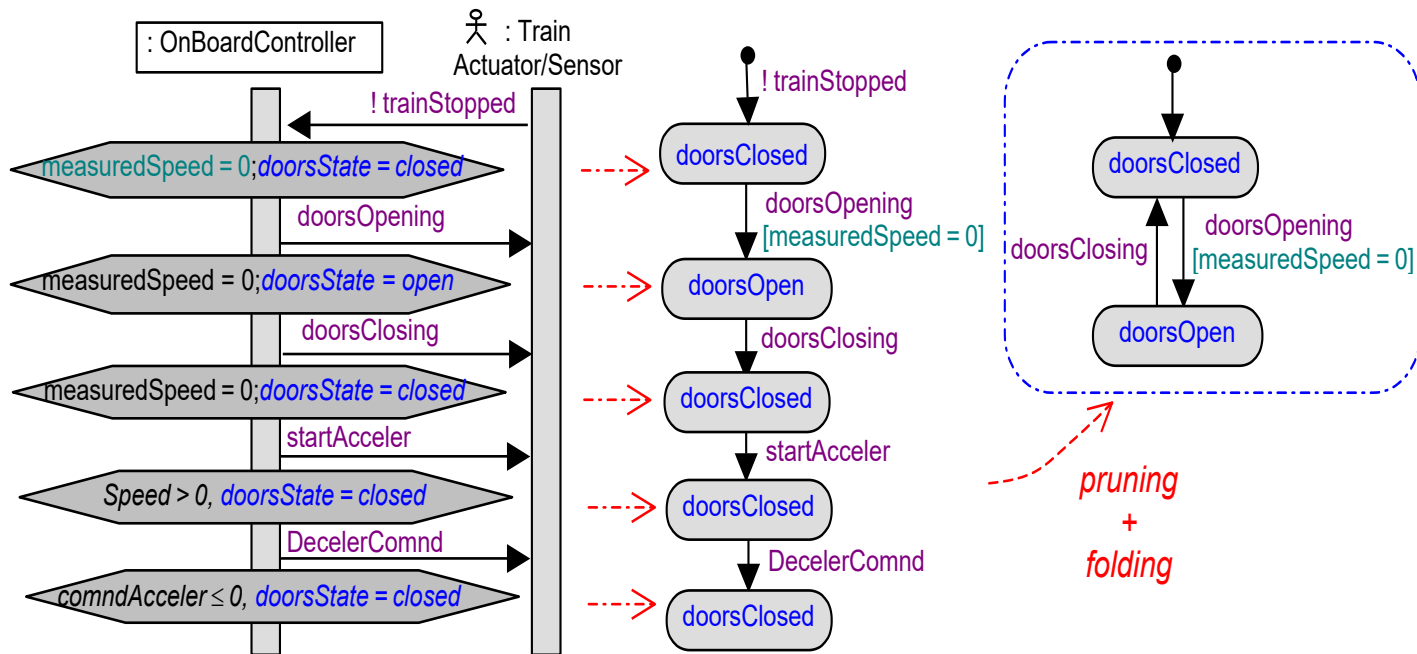 : OnBoardController
: Train
Actuator/Sensor
! trainStopped
measuredSpeed = 0;doorsState = closed
doorsOpening
measuredSpeed = 0;doorsState = open
doorsClosing
measuredSpeed = 0;doorsState = closed
startAcceler
Speed > 0, doorsState = closed
DecelerComnd
comndAcceler ≤ 0, doorsState = closed
! trainStopped
doorsClosed
doorsOpening
[measuredSpeed = 0]
doorsOpen
doorsClosing
doorsClosed
startAcceler
doorsClosed
DecelerComnd
doorsClosed
doorsClosed
doorsOpening
[measuredSpeed = 0]
doorsClosing
doorsOpen
pruning
+
folding